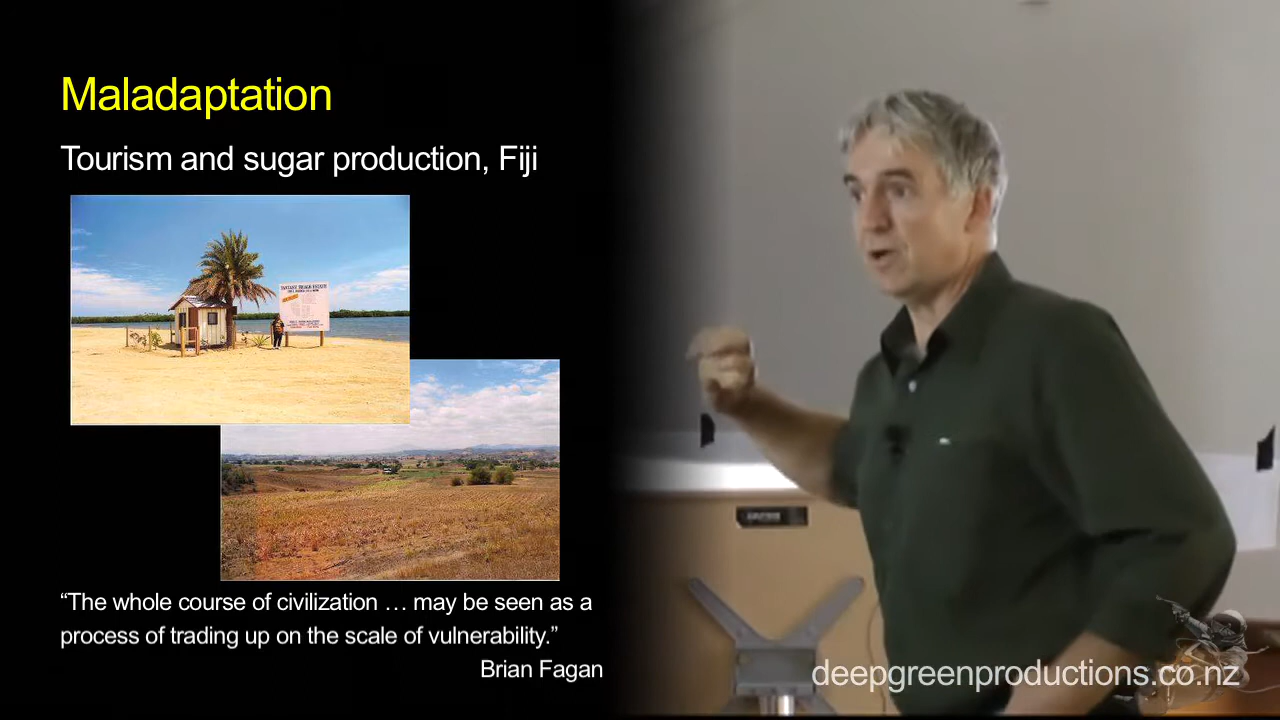 Maladaptation
Tourism and sugar production, Fiji
“The whole course of civilization … may be seen as a
process of trading up on the scale of vulnerability.”
Brian Fagan
deepgreenproductions.co.nz